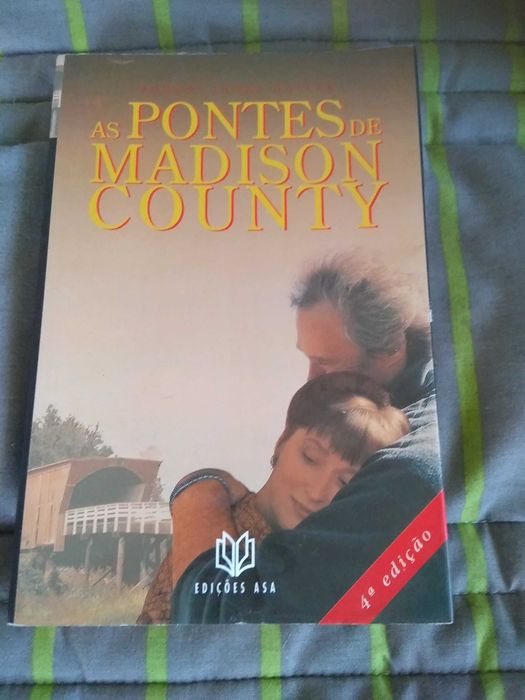 AS PONTES DE
MADISON
COUNTY
EDIÇÕES ASA
4ª edição